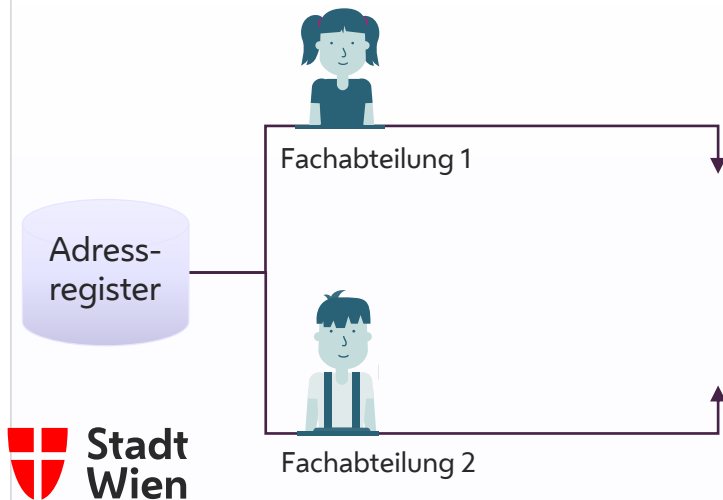 Fachabteilung 1
Adress-
register
Fachabteilung 2
Stadt
Wien